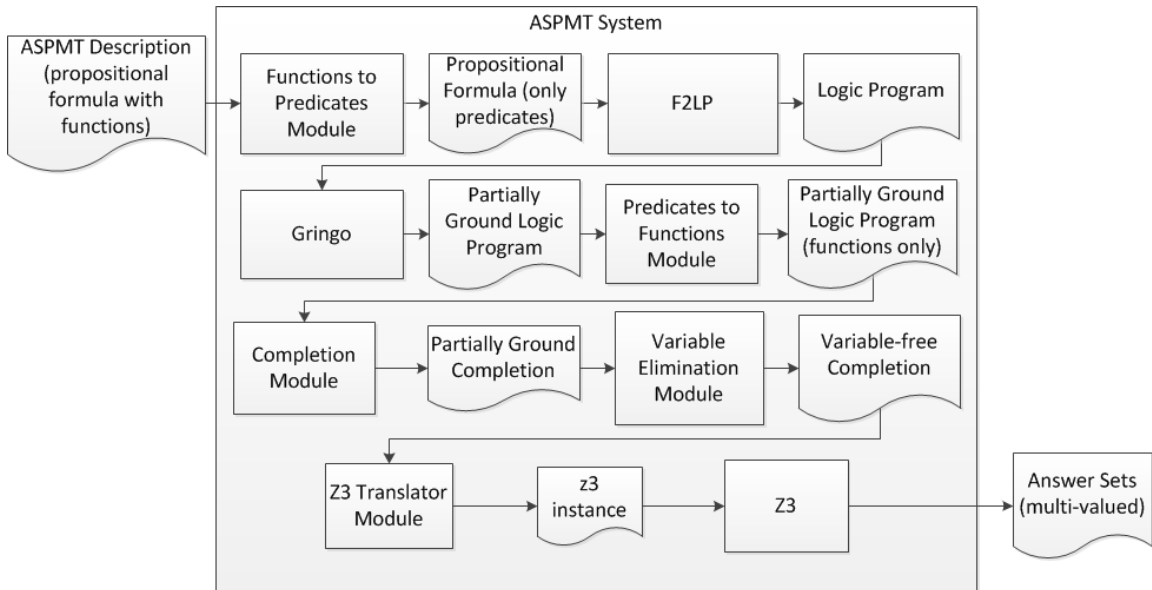 ASPMT System
ASPMT Description
(propositional
formula with
functions)
Functions to
Predicates
Module
Propositional
Formula (only
predicates)
F2LP
Logic Program
Gringo
Partially
Ground Logic
Program
Predicates to
Functions
Module
Partially Ground
Logic Program
(functions only)
Completion
Module
Partially Ground
Completion
Variable
Elimination
Module
Variable-free
Completion
Z3 Translator
Module
z3
instance
Z3
Answer Sets
(multi-valued)